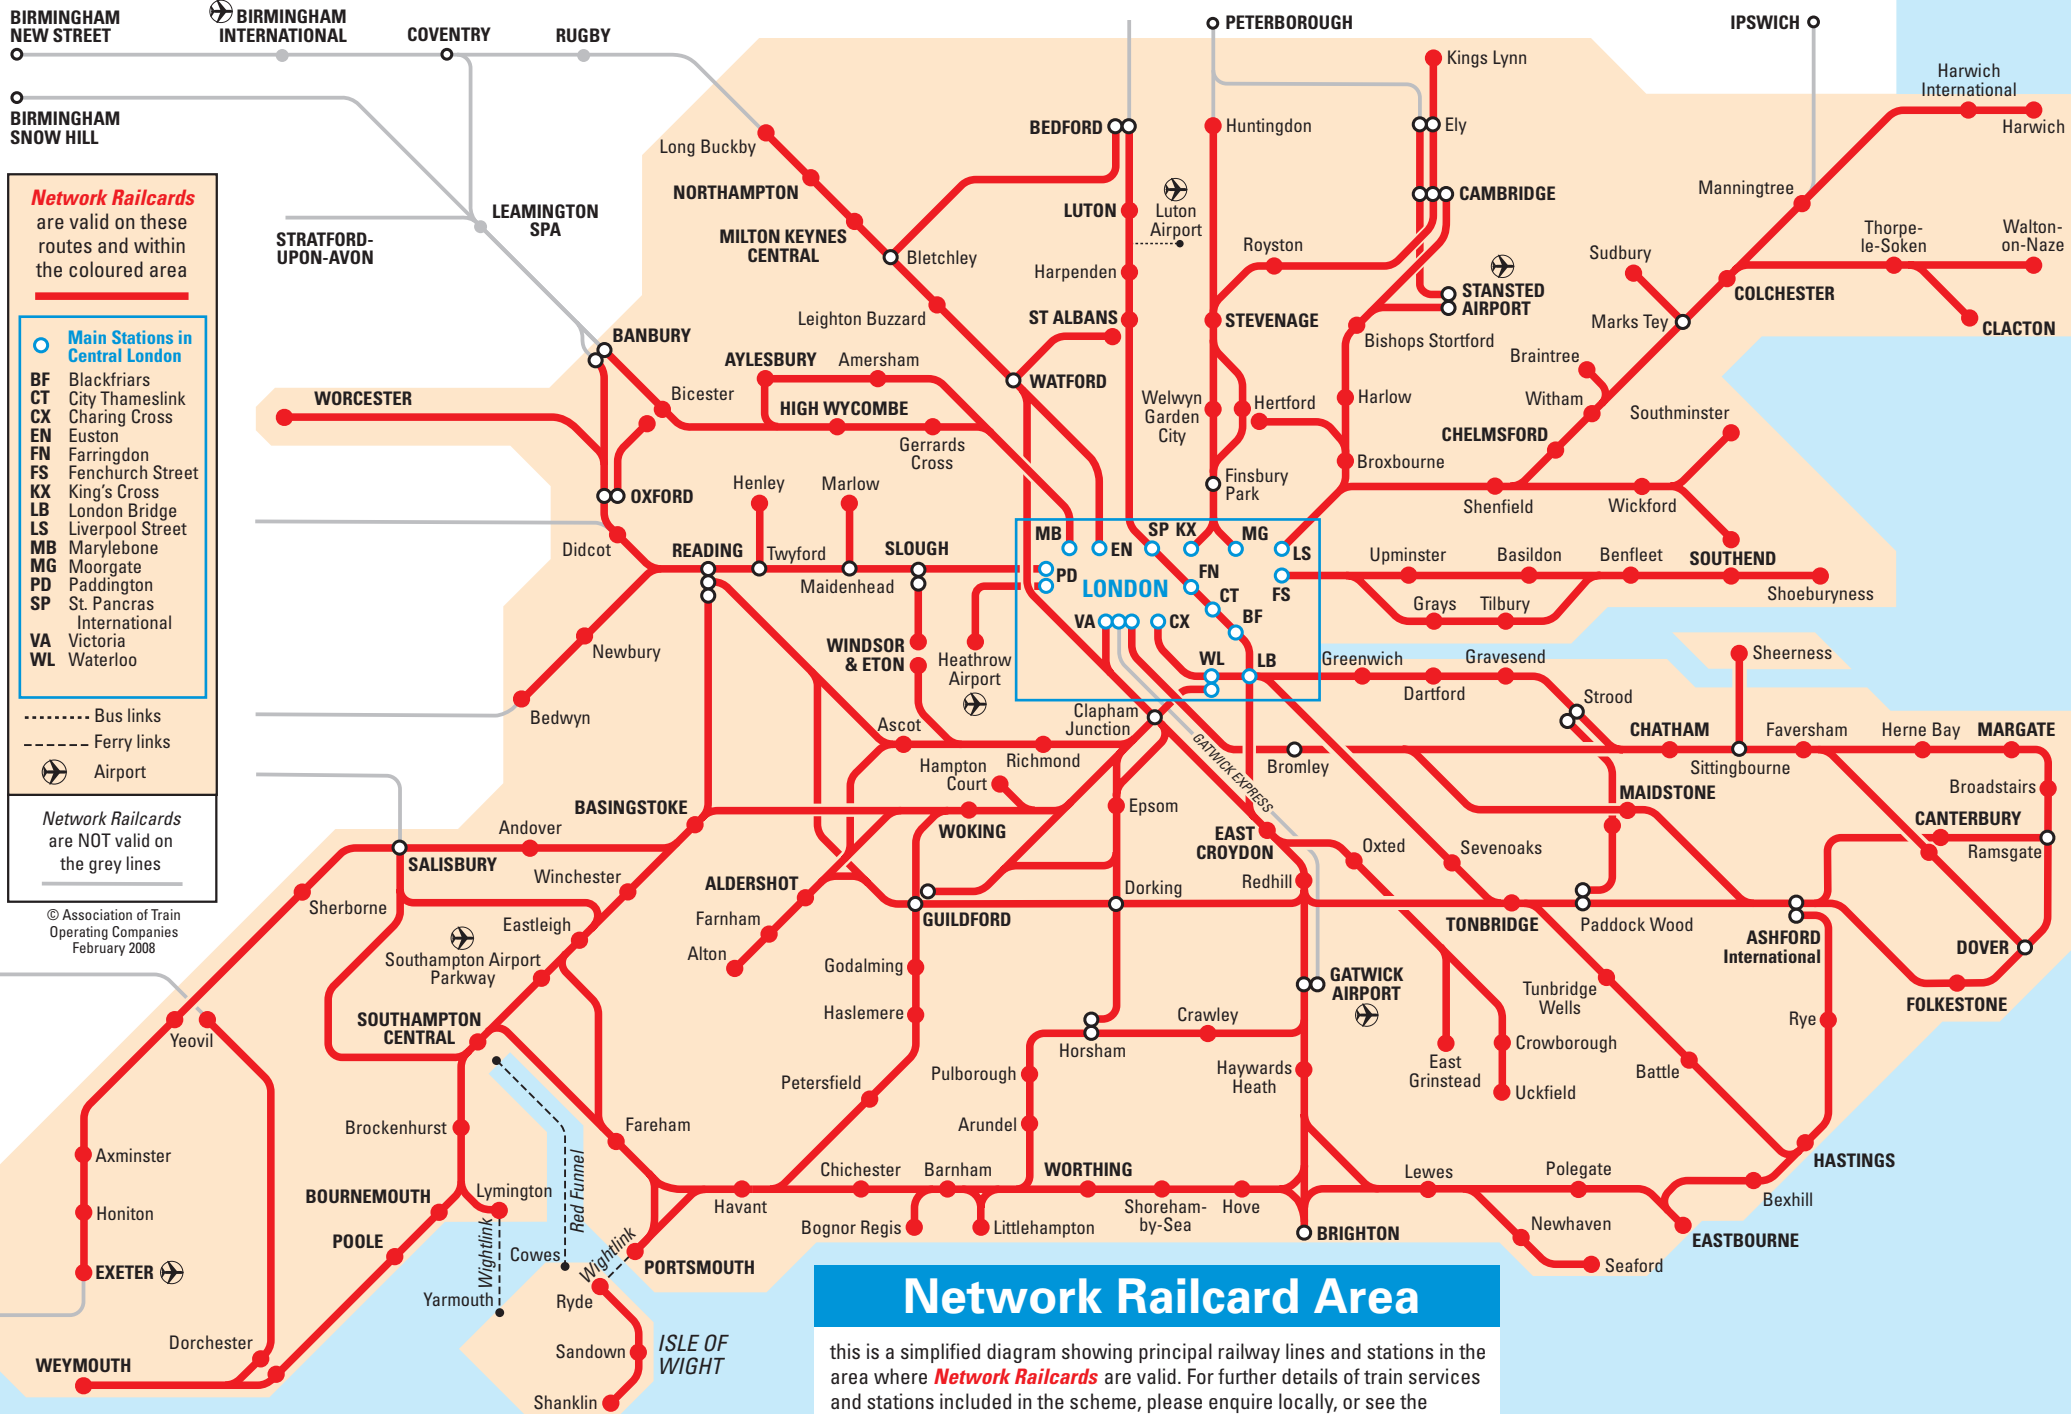 BIRMINGHAM
NEW STREET
BIRMINGHAM
INTERNATIONAL
COVENTRY
RUGBY
PETERBOROUGH
IPSWICH
BIRMINGHAM
SNOW HILL
Kings Lynn
Harwich
International
Harwich
Long Buckby
BEDFORD
Huntingdon
Ely
NORTHAMPTON
CAMBRIDGE
Manningtree
LEAMINGTON
SPA
STRATFORD-
UPON-AVON
MILTON KEYNES
CENTRAL
Bletchley
LUTON
Luton
Airport
Royston
Sudbury
Thorpe-
le-Soken
Walton-
on-Naze
Harpenden
STANSTED
AIRPORT
COLCHESTER
Leighton Buzzard
ST ALBANS
STEVENAGE
Bishops Stortford
Marks Tey
CLACTON
BANBURY
AYLESBURY
Amersham
WATFORD
Braintree
WORCESTER
Bicester
HIGH WYCOMBE
Gerrards
Cross
Welwyn
Garden
City
Hertford
Harlow
Witham
Southminster
CHELMSFORD
Broxbourne
OXFORD
Henley
Marlow
Finsbury
Park
Shenfield
Wickford
Didcot
READING
Twyford
Maidenhead
SLOUGH
MB
EN
SP
KX
MG
LS
PD
LONDON
FN
CT
BF
FS
VA
CX
WL
LB
Upminster
Basildon
Benfleet
SOUTHEND
Shoeburyness
Grays
Tilbury
Newbury
Bedwyn
WINDSOR
& ETON
Heathrow
Airport
Greenwich
Dartford
Gravesend
Strood
Sheerness
Clapham
Junction
GATWICK EXPRESS
Ascot
Richmond
Bromley
CHATHAM
Sittingbourne
Faversham
Herne Bay
MARGATE
Hampton
Court
Broadstairs
BASINGSTOKE
Andover
WOKING
Epsom
MAIDSTONE
CANTERBURY
Ramsgate
SALISBURY
EAST
CROYDON
Oxted
Sevenoaks
Sherborne
Winchester
ALDERSHOT
Redhill
Dorking
GUILDFORD
TONBRIDGE
Paddock Wood
ASHFORD
International
DOVER
Eastleigh
Farnham
Alton
Southampton Airport
Parkway
Godalming
GATWICK
AIRPORT
Tunbridge
Wells
FOLKESTONE
SOUTHAMPTON
CENTRAL
Haslemere
Horsham
Crawley
Rye
Yeovil
East
Grinstead
Crowborough
Uckfield
Battle
Petersfield
Pulborough
Haywards
Heath
Brockenhurst
Fareham
Arundel
HASTINGS
Axminster
Chichester
Barnham
WORTHING
Lewes
Polegate
Bexhill
BOURNEMOUTH
Lymington
Honiton
Havant
Bognor Regis
Littlehampton
Shoreham-
by-Sea
Hove
BRIGHTON
Newhaven
EASTBOURNE
Seaford
POOLE
Wightlink
Red Funnel
Cowes
Wightlink
PORTSMOUTH
EXETER
Yarmouth
Ryde
Dorchester
Sandown
ISLE OF
WIGHT
WEYMOUTH
Shanklin
Network Railcards
are valid on these
routes and within
the coloured area
Main Stations in
Central London
BF Blackfriars
CT City Thameslink
CX Charing Cross
EN Euston
FN Farringdon
FS Fenchurch Street
KX King's Cross
LB London Bridge
LS Liverpool Street
MB Marylebone
MG Moorgate
PD Paddington
SP St. Pancras
International
VA Victoria
WL Waterloo
Bus links
Ferry links
Airport
Network Railcards
are NOT valid on
the grey lines
© Association of Train
Operating Companies
February 2008
Network Railcard Area
this is a simplified diagram showing principal railway lines and stations in the
area where Network Railcards are valid. For further details of train services
and stations included in the scheme, please enquire locally, or see the